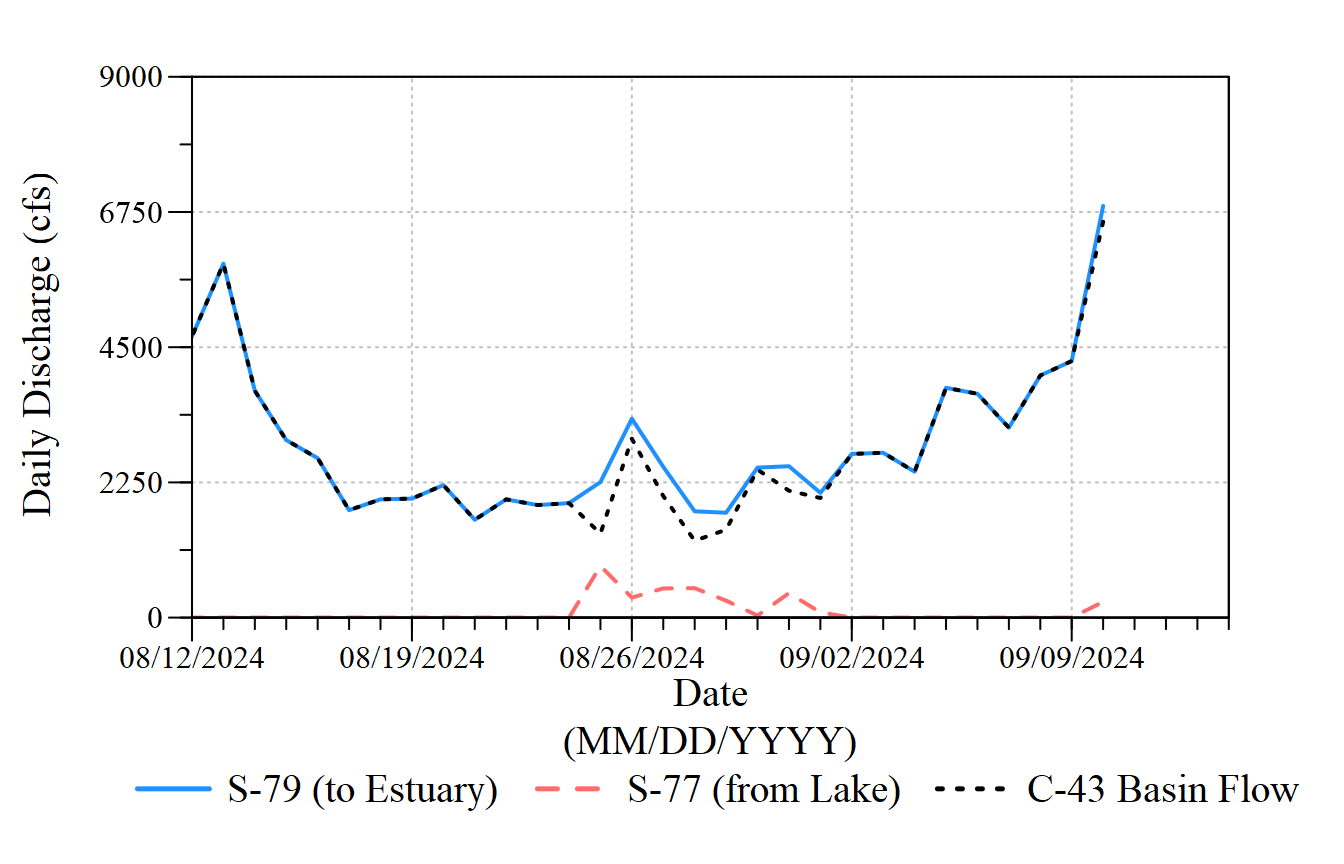 9000
6750
4500
2250
0
Daily Discharge (cfs)
08/12/2024 08/19/2024 08/26/2024 09/02/2024 09/09/2024
Date
(MM/DD/YYYY)
S-79 (to Estuary) S-77 (from Lake) C-43 Basin Flow